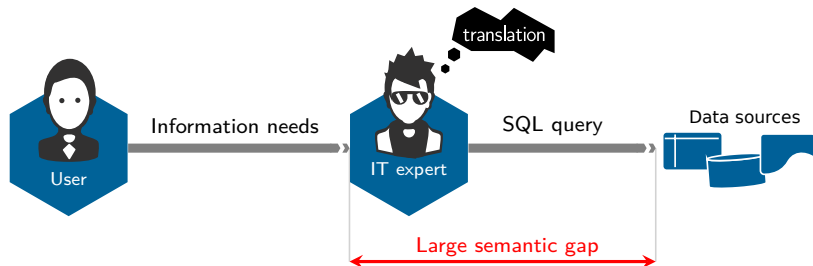 translation
Information needs
SQL query
Data sources
User
IT expert
Large semantic gap